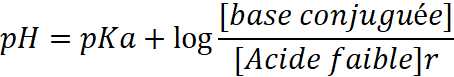 pH = pKa + log [base conjuguée] / [Acide faible]r